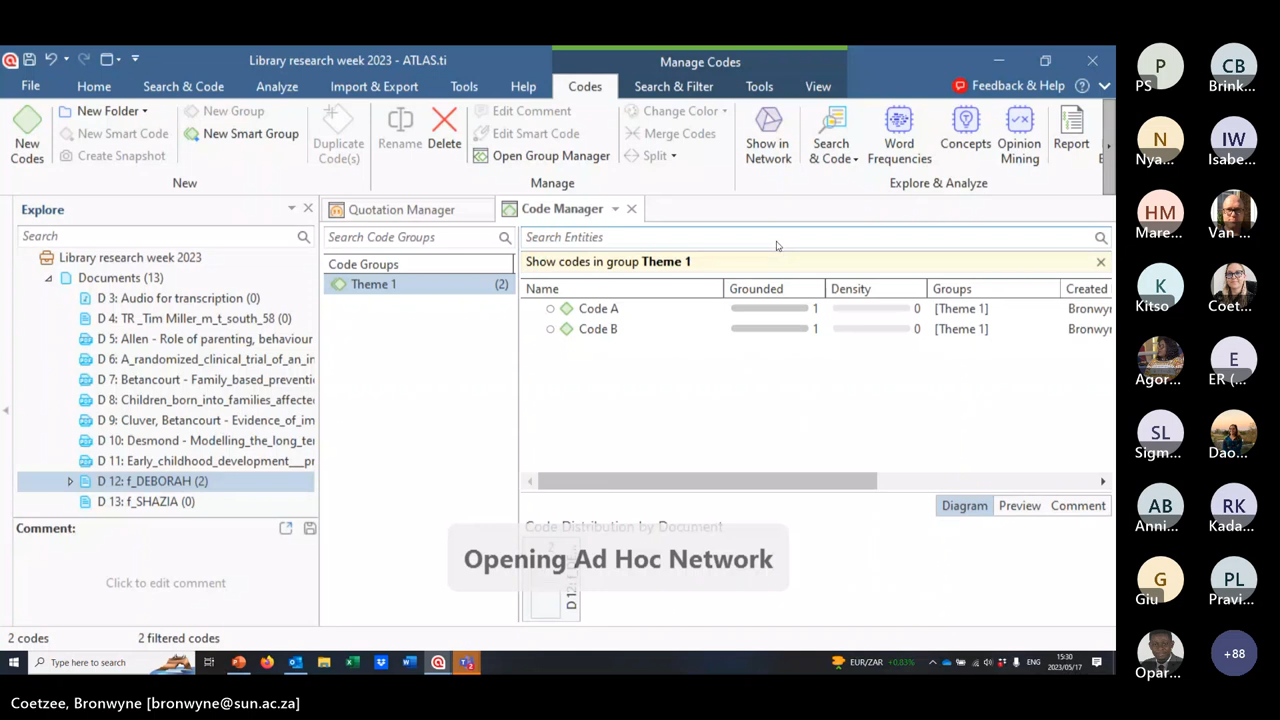 Library research week 2023 - ATLAS.ti
Manage Codes
File
Home
Search & Code
Analyze
Import & Export
Tools
Help
Codes
Search & Filter
Tools
View
Feedback & Help
New Codes
New Folder
New Smart Code
Create Snapshot
New Group
New Smart Group
Duplicate Code(s)
Rename
Delete
Edit Comment
Edit Smart Code
Open Group Manager
Change Color
Merge Codes
Split
Show in Network
Search & Code
Word Frequencies
Concepts
Opinion Mining
Report
New
Manage
Explore & Analyze
Explore
Search
Library research week 2023
Documents (13)
D 3: Audio for transcription (0)
D 4: TR _Tim Miller_m_t_south_58 (0)
D 5: Allen - Role of parenting, behaviour
D 6: A_randomized_clinical_trial_of_an_in
D 7: Betancourt - Family_based_preventi
D 8: Children_born_into_families_affecte
D 9: Cluver, Betancourt - Evidence_of_im
D 10: Desmond - Modelling_the_long_te
D 11: Early_childhood_development__pr
D 12: f_DEBORAH (2)
D 13: f_SHAZIA (0)
Comment:
Click to edit comment
Quotation Manager
Code Manager
Search Code Groups
Code Groups
Theme 1 (2)
Search Entities
Show codes in group Theme 1
Name Grounded Density Groups Created
Code A 1 0 [Theme 1] Bronwyn
Code B 1 0 [Theme 1] Bronwyn
Diagram
Preview
Comment
Code Distribution by Document
2
Opening Ad Hoc Network
2 codes
2 filtered codes
Type here to search
EUR/ZAR +0.83%
ENG
15:30
2023/05/17
P
PS
CB
Brink...
N
Nya...
IW
Isabe...
HM
Mare...
Van ...
K
Kitso
Coet...
Agor...
E
ER (...
SL
Sigm...
Dao...
AB
Anni...
RK
Kada...
G
Giu
PL
Pravi...
Opar...
+88
Coetzee, Bronwyne [bronwyne@sun.ac.za]